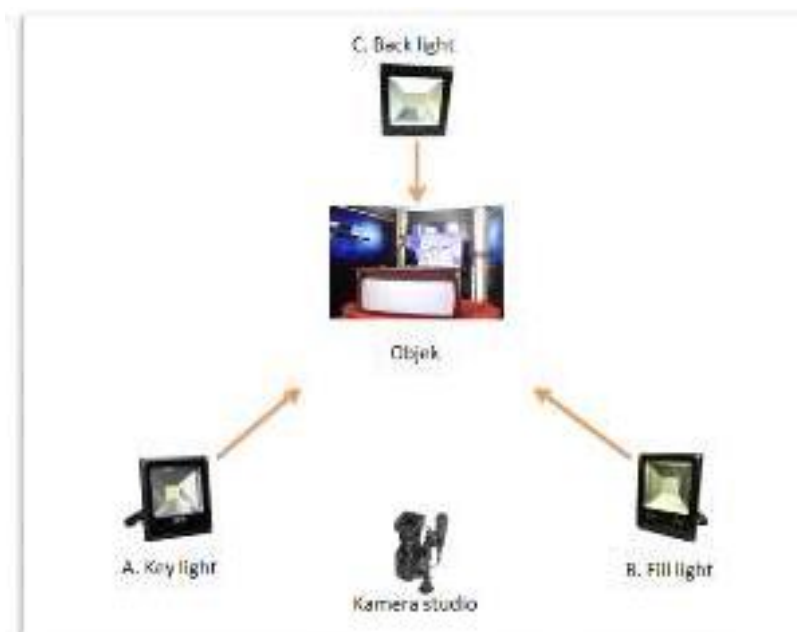 C. Back light
Objek
A. Key light
B. Fill light
Kamera studio